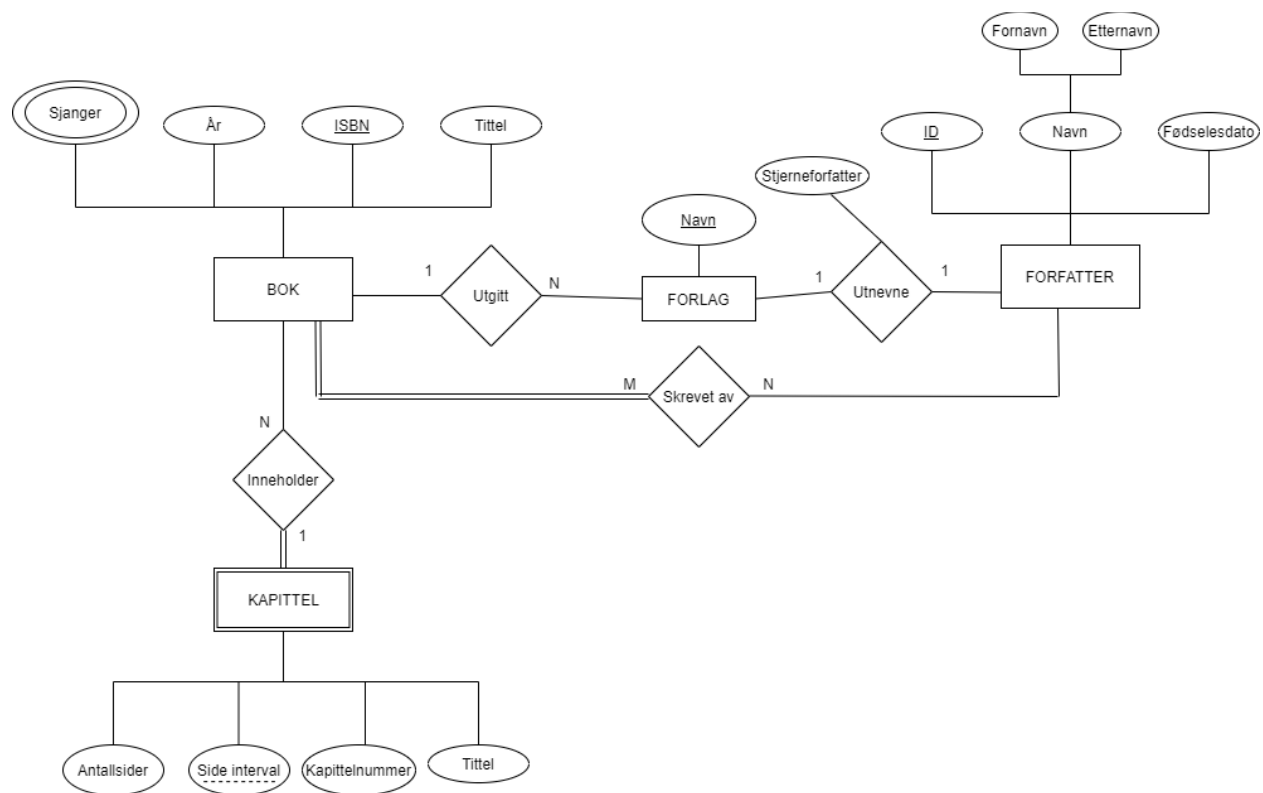 Fornavn
Etternavn
Sjanger
År
ISBN
Tittel
ID
Navn
Fødselesdato
Stjerneforfatter
Navn
BOK
1
Utgitt
N
FORLAG
1
Utnevne
1
FORFATTER
M
Skrevet av
N
N
Inneholder
1
KAPITTEL
Antallsider
Side interval
Kapittelnummer
Tittel